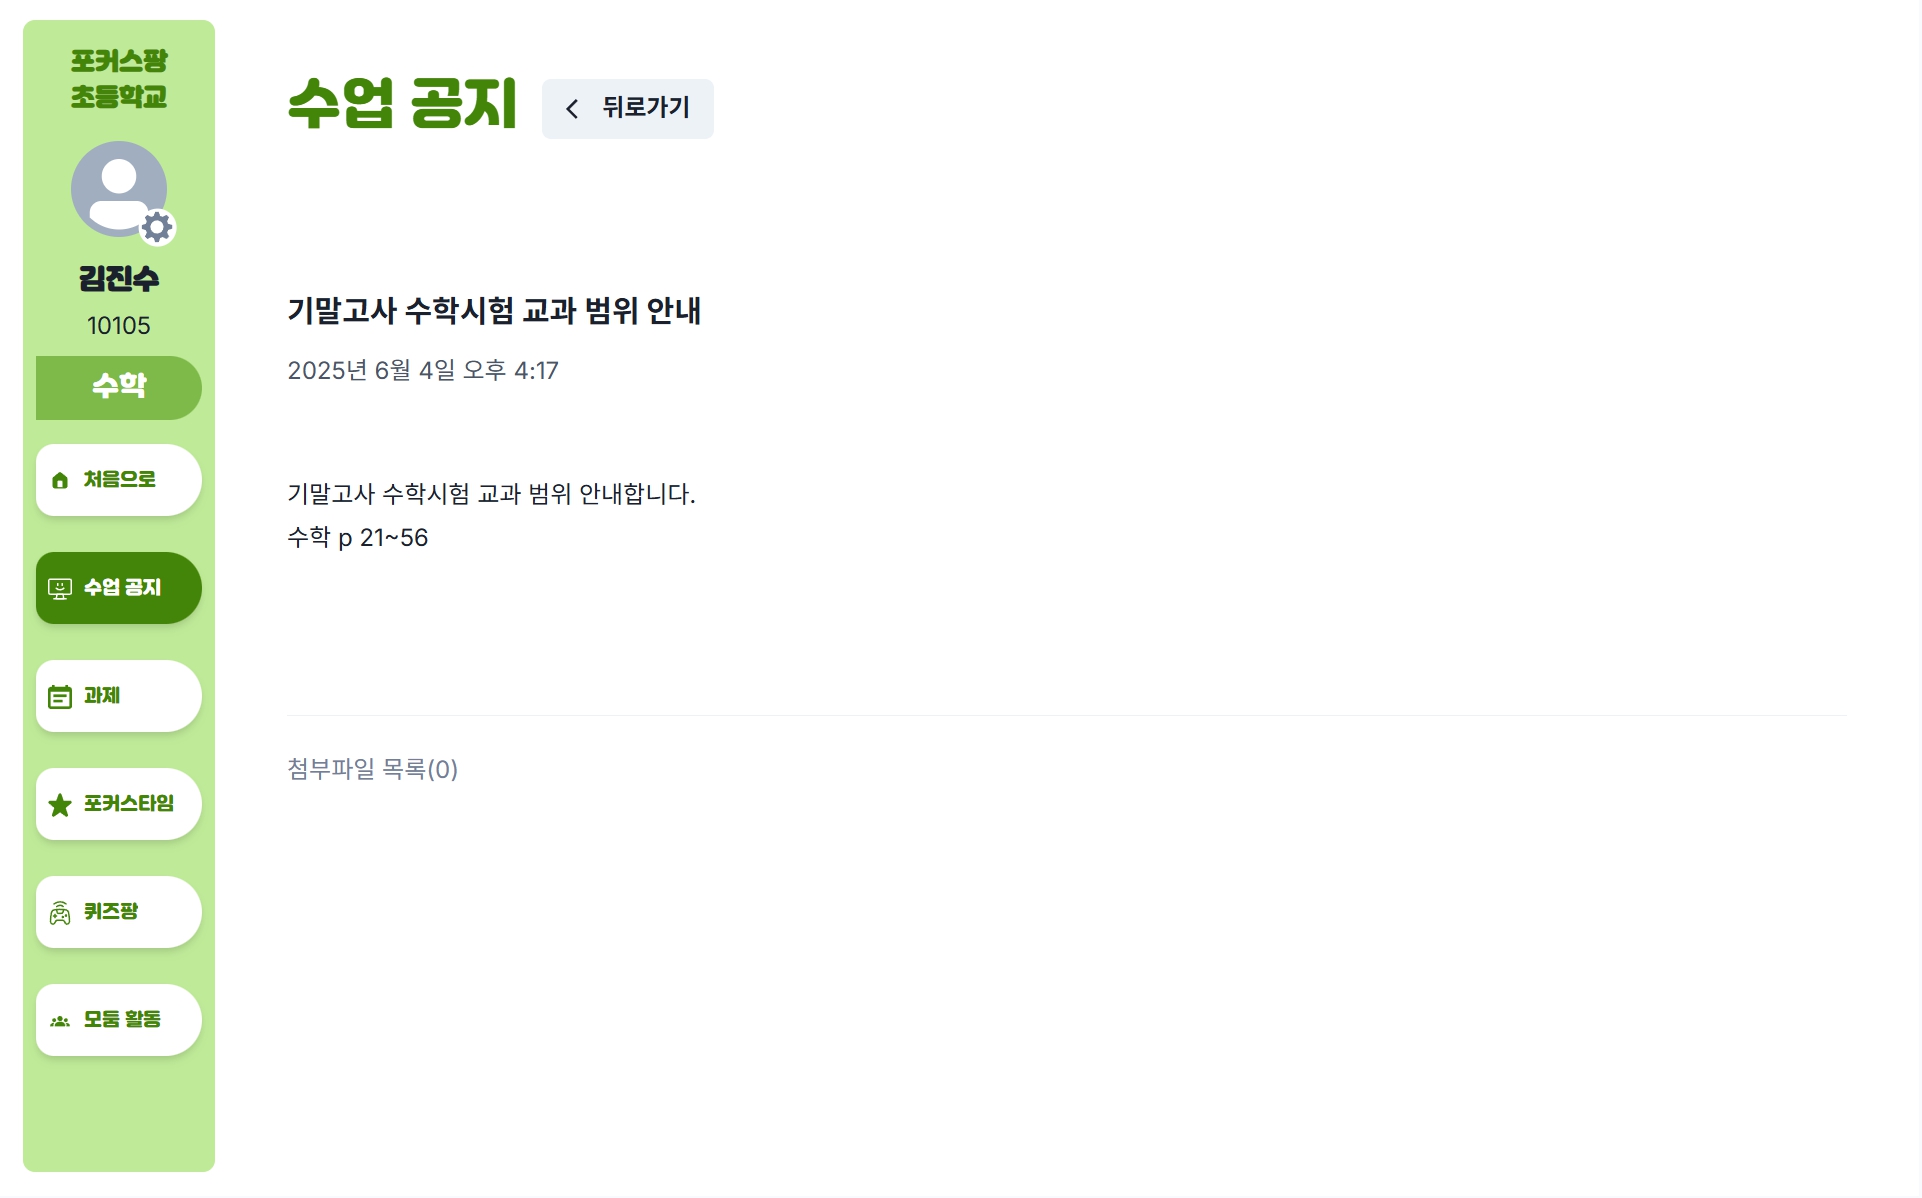 포커스팡
초등학교
김진수
10105
수학
처음으로
수업 공지
과제
포커스타임
퀴즈팡
모둠 활동
수업 공지
뒤로가기
기말고사 수학시험 교과 범위 안내
2025년 6월 4일 오후 4:17
기말고사 수학시험 교과 범위 안내합니다.
수학 p 21~56
첨부파일 목록(0)